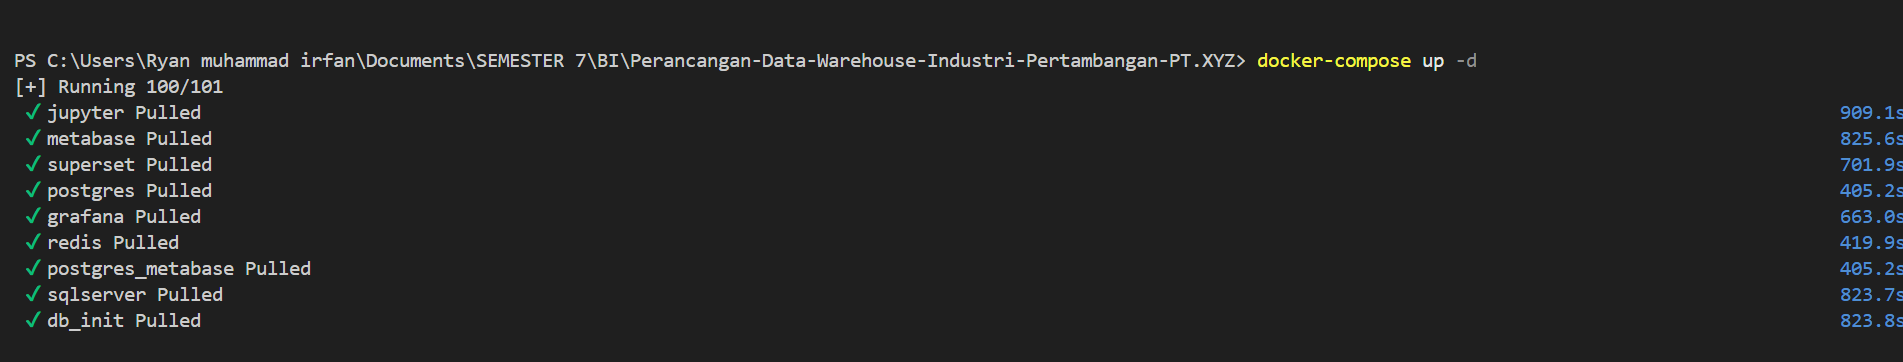 PS C:\Users\Ryan muhammad irfan\Documents\SEMESTER 7\BI\Perancangan-Data-Warehouse-Industri-Pertambangan-PT.XYZ> docker-compose up -d
[+] Running 100/101
✓ jupyter Pulled 909.1s
✓ metabase Pulled 825.6s
✓ superset Pulled 701.9s
✓ postgres Pulled 405.2s
✓ grafana Pulled 663.0s
✓ redis Pulled 419.9s
✓ postgres_metabase Pulled 405.2s
✓ sqlserver Pulled 823.7s
✓ db_init Pulled 823.8s